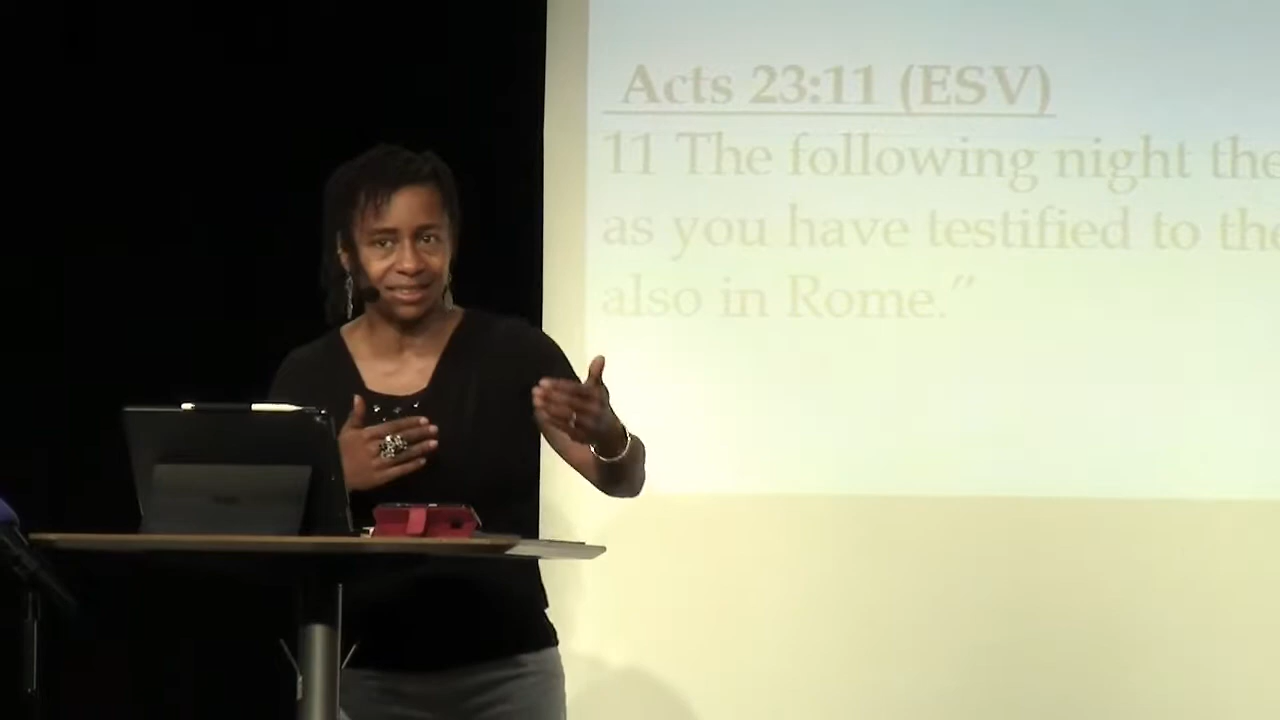 Acts 23:11 (ESV)
11 The following night the
as you have testified to the
also in Rome.”